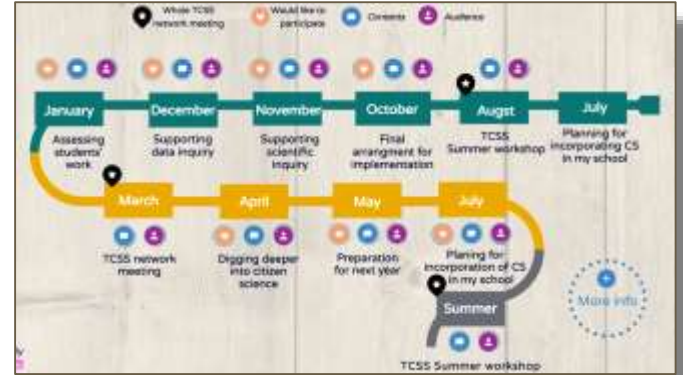 Whole TCSS
network meeting
Would like to
participate
Contents
Audience
January
December
November
October
Augst
July
Assessing
students'
work
Supporting
data inquiry
Supporting
scientific
inquiry
Final
arrangment for
implementation
TCSS
Summer workshop
Planning for
incorporating CS
in my school
March
April
May
July
TCSS network
meeting
Digging deeper
into citizen
science
Preparation
for next year
Planing for
incorporation of CS
in my school
More info
Summer
TCSS Summer workshop